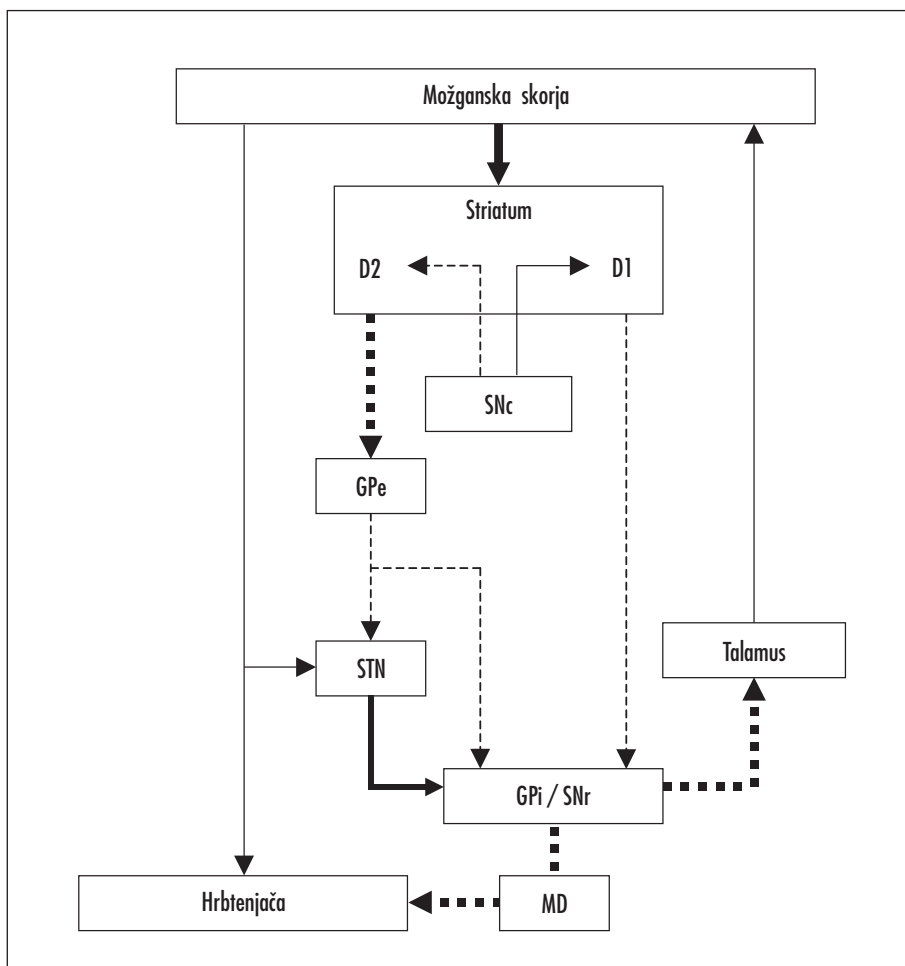 Možganska skorja
Striatum
D2
D1
SNc
GPe
STN
Talamus
GPi / SNr
Hrbtenjača
MD